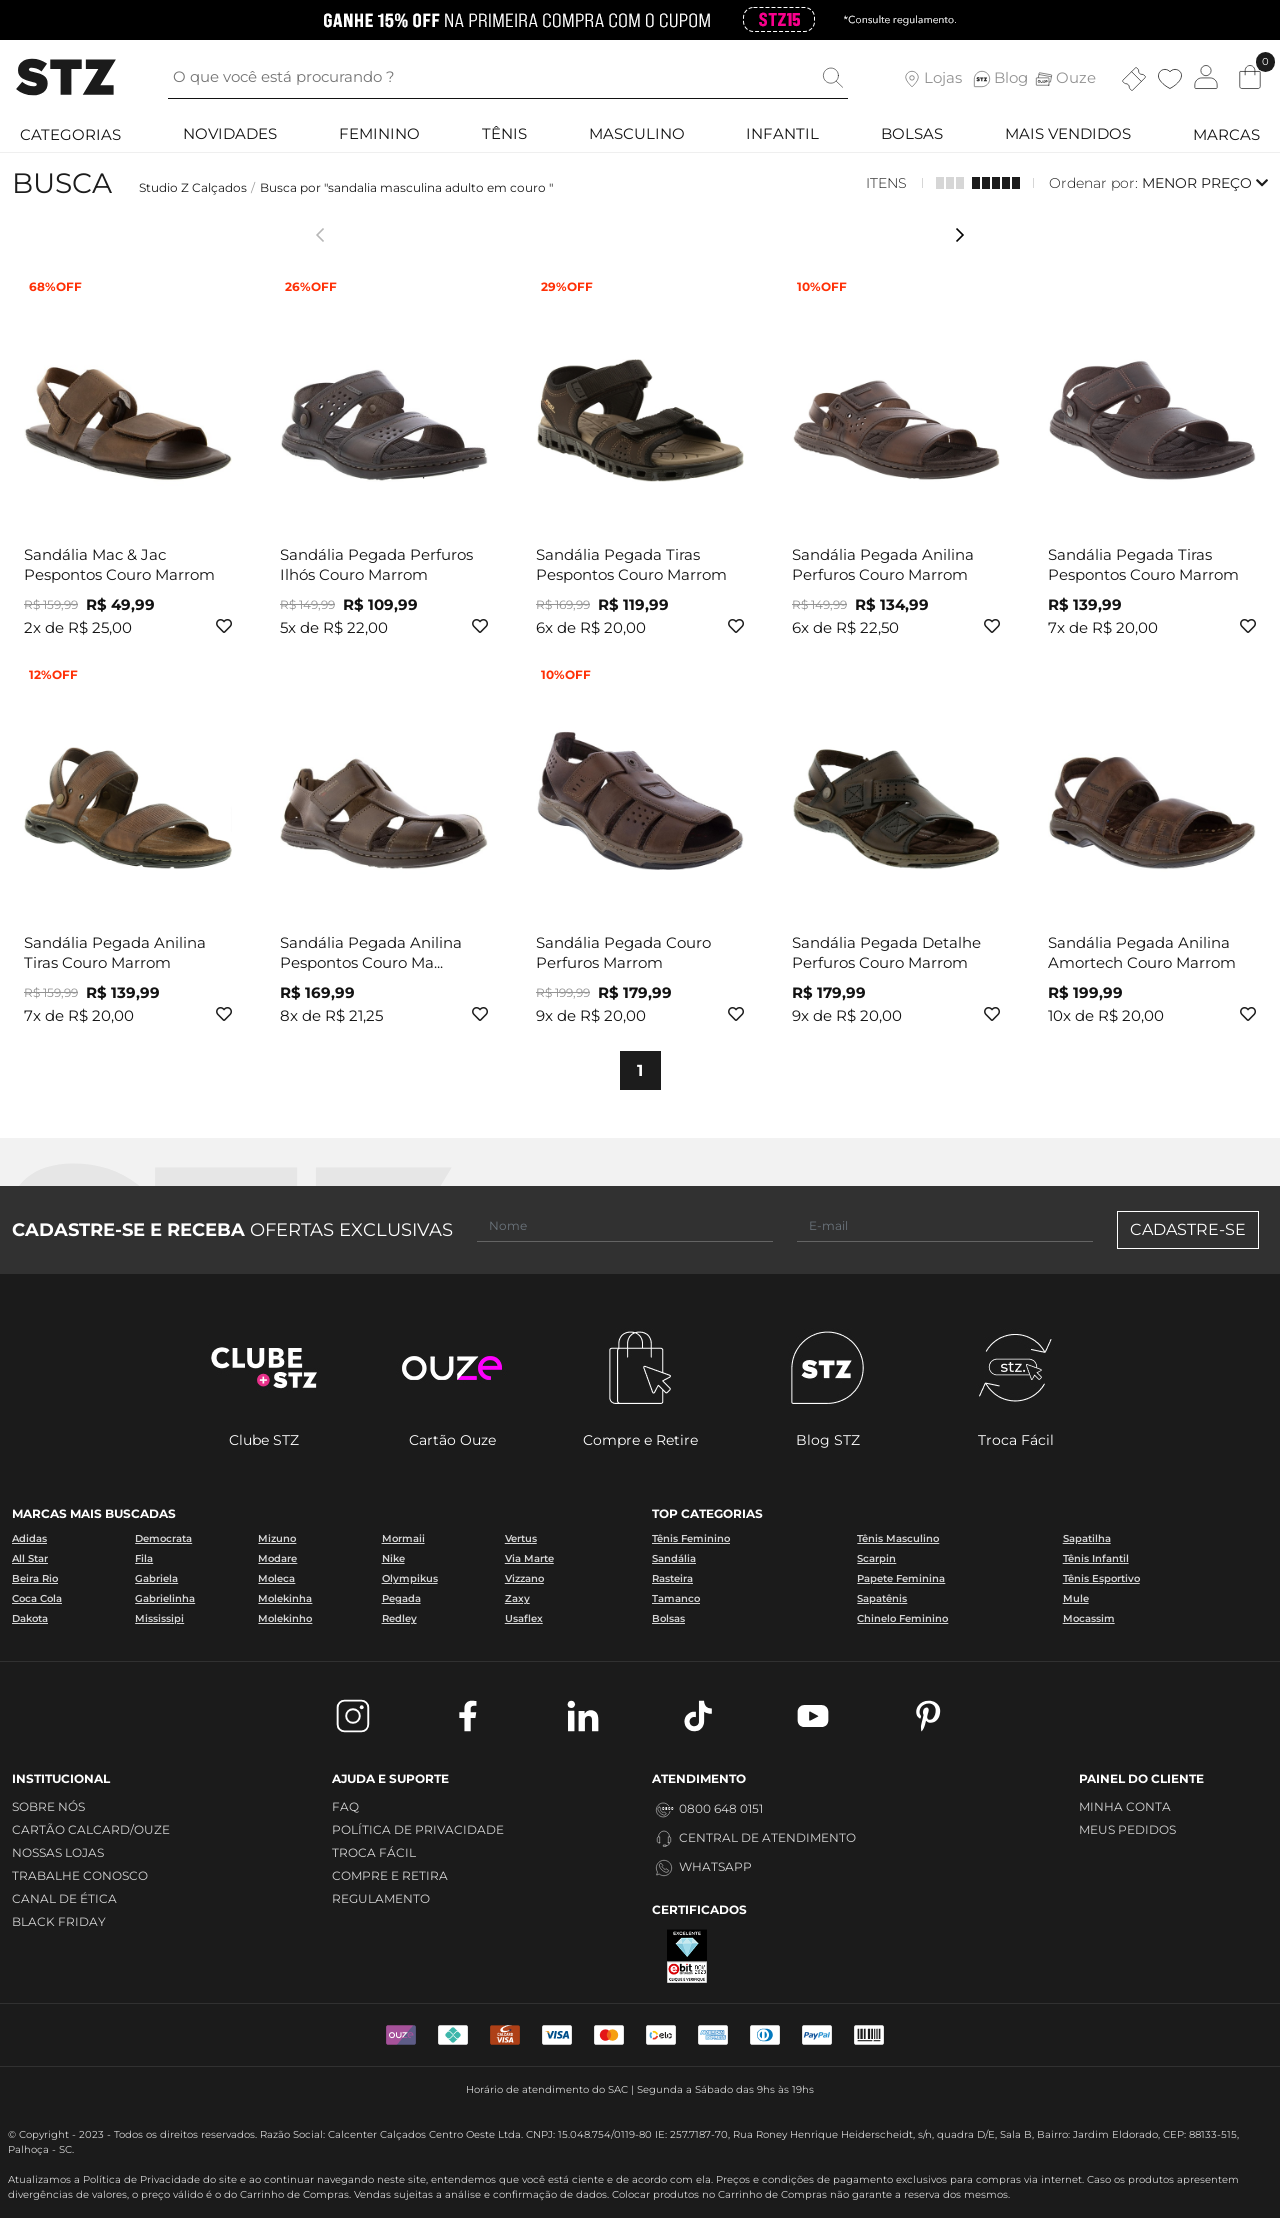 GANHE 15% OFF NA PRIMEIRA COMPRA COM O CUPOM STZ15 *Consulte regulamento.
STZ
O que você está procurando ?
Lojas STZ Blog Ouze 0
CATEGORIAS NOVIDADES FEMININO TÊNIS MASCULINO INFANTIL BOLSAS MAIS VENDIDOS MARCAS
BUSCA Studio Z Calçados / Busca por "sandalia masculina adulto em couro " ITENS Ordenar por: MENOR PREÇO
68%OFF 26%OFF 29%OFF 10%OFF
Sandália Mac & Jac
Pespontos Couro Marrom
R$ 159,99 R$ 49,99
2x de R$ 25,00
Sandália Pegada Perfuros
Ilhós Couro Marrom
R$ 149,99 R$ 109,99
5x de R$ 22,00
Sandália Pegada Tiras
Pespontos Couro Marrom
R$ 169,99 R$ 119,99
6x de R$ 20,00
Sandália Pegada Anilina
Perfuros Couro Marrom
R$ 149,99 R$ 134,99
6x de R$ 22,50
Sandália Pegada Tiras
Pespontos Couro Marrom
R$ 139,99
7x de R$ 20,00
12%OFF 10%OFF
Sandália Pegada Anilina
Tiras Couro Marrom
R$ 159,99 R$ 139,99
7x de R$ 20,00
Sandália Pegada Anilina
Pespontos Couro Ma...
R$ 169,99
8x de R$ 21,25
Sandália Pegada Couro
Perfuros Marrom
R$ 199,99 R$ 179,99
9x de R$ 20,00
Sandália Pegada Detalhe
Perfuros Couro Marrom
R$ 179,99
9x de R$ 20,00
Sandália Pegada Anilina
Amortech Couro Marrom
R$ 199,99
10x de R$ 20,00
1
CADASTRE-SE E RECEBA OFERTAS EXCLUSIVAS Nome E-mail CADASTRE-SE
CLUBE
+STZ
ouze
STZ
stz.
Clube STZ Cartão Ouze Compre e Retire Blog STZ Troca Fácil
MARCAS MAIS BUSCADAS
Adidas Democrata Mizuno Mormaii Vertus
All Star Fila Modare Nike Via Marte
Beira Rio Gabriela Moleca Olympikus Vizzano
Coca Cola Gabrielinha Molekinha Pegada Zaxy
Dakota Mississipi Molekinho Redley Usaflex
TOP CATEGORIAS
Tênis Feminino Tênis Masculino Sapatilha
Sandália Scarpin Tênis Infantil
Rasteira Papete Feminina Tênis Esportivo
Tamanco Sapatênis Mule
Bolsas Chinelo Feminino Mocassim
INSTITUCIONAL
SOBRE NÓS
CARTÃO CALCARD/OUZE
NOSSAS LOJAS
TRABALHE CONOSCO
CANAL DE ÉTICA
BLACK FRIDAY
AJUDA E SUPORTE
FAQ
POLÍTICA DE PRIVACIDADE
TROCA FÁCIL
COMPRE E RETIRA
REGULAMENTO
ATENDIMENTO
0800 648 0151
CENTRAL DE ATENDIMENTO
WHATSAPP
CERTIFICADOS
EXCELENTE
ebit
CLIQUE E VERIFIQUE
PAINEL DO CLIENTE
MINHA CONTA
MEUS PEDIDOS
OUZE CALCARD VISA VISA elo PayPal
Horário de atendimento do SAC | Segunda a Sábado das 9hs às 19hs
© Copyright - 2023 - Todos os direitos reservados. Razão Social: Calcenter Calçados Centro Oeste Ltda. CNPJ: 15.048.754/0119-80 IE: 257.7187-70, Rua Roney Henrique Heiderscheidt, s/n, quadra D/E, Sala B, Bairro: Jardim Eldorado, CEP: 88133-515,
Palhoça - SC.
Atualizamos a Política de Privacidade do site e ao continuar navegando neste site, entendemos que você está ciente e de acordo com ela. Preços e condições de pagamento exclusivos para compras via internet. Caso os produtos apresentem
divergências de valores, o preço válido é o do Carrinho de Compras. Vendas sujeitas a análise e confirmação de dados. Colocar produtos no Carrinho de Compras não garante a reserva dos mesmos.